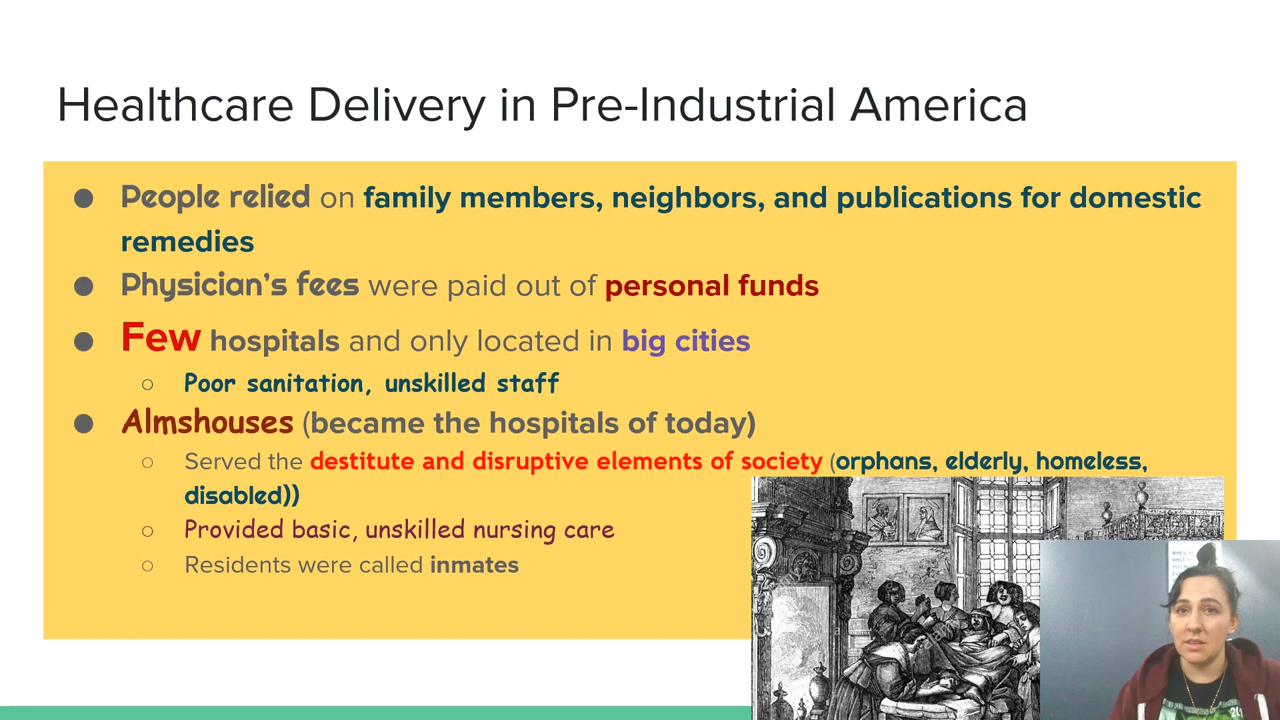 Healthcare Delivery in Pre-Industrial America
● People relied on family members, neighbors, and publications for domestic
remedies
● Physician's fees were paid out of personal funds
● Few hospitals and only located in big cities
○ Poor sanitation, unskilled staff
● Almshouses (became the hospitals of today)
○ Served the destitute and disruptive elements of society (orphans, elderly, homeless,
disabled))
○ Provided basic, unskilled nursing care
○ Residents were called inmates